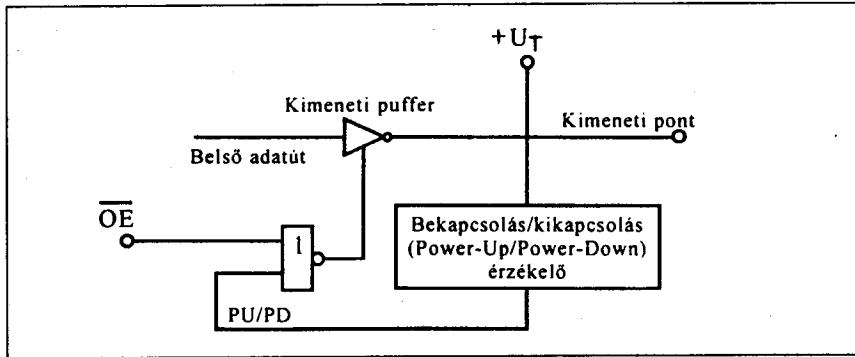 +U_T
Kimeneti puffer
Kimeneti pont
Belső adatút
OE
1
Bekapcsolás/kikapcsolás
(Power-Up/Power-Down)
érzékelő
PU/PD